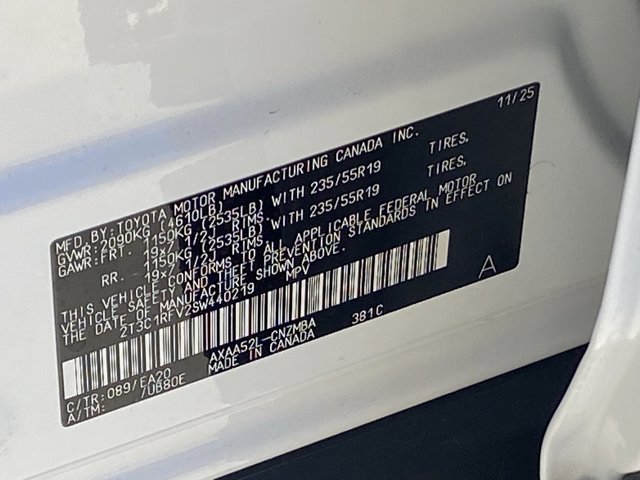 11/25
MFD.BY:TOYOTA MOTOR MANUFACTURING CANADA INC.
GVWR:2090KG (4610LB)
GAWR:FRT. 1150KG (2535LB) WITH 235/55R19 TIRES,
19x7 1/2J RIMS
RR. 1150KG (2535LB) WITH 235/55R19 TIRES,
19x7 1/2J RIMS
THIS VEHICLE CONFORMS TO ALL APPLICABLE FEDERAL MOTOR
VEHICLE SAFETY AND THEFT PREVENTION STANDARDS IN EFFECT ON
THE DATE OF MANUFACTURE SHOWN ABOVE.
2T3C1RFV2SW440219 MPV
A
C/TR:089/EA20 AXAA52L-CNZMBA 381C
A/TM: /UB80E MADE IN CANADA